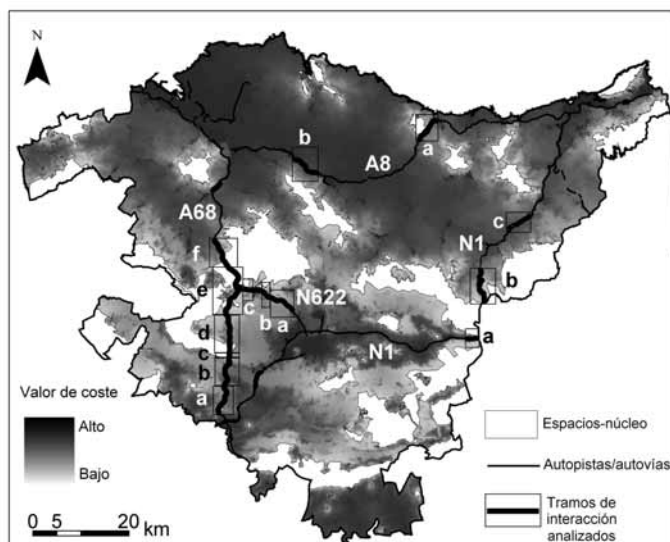 N
b
A8
a
A68
c
N1
f
b
e
N622
c
b
a
d
N1
a
c
b
a
Valor de coste
Alto
Bajo
Espacios-núcleo
Autopistas/autovías
Tramos de
interacción
analizados
0 5 10 20
km